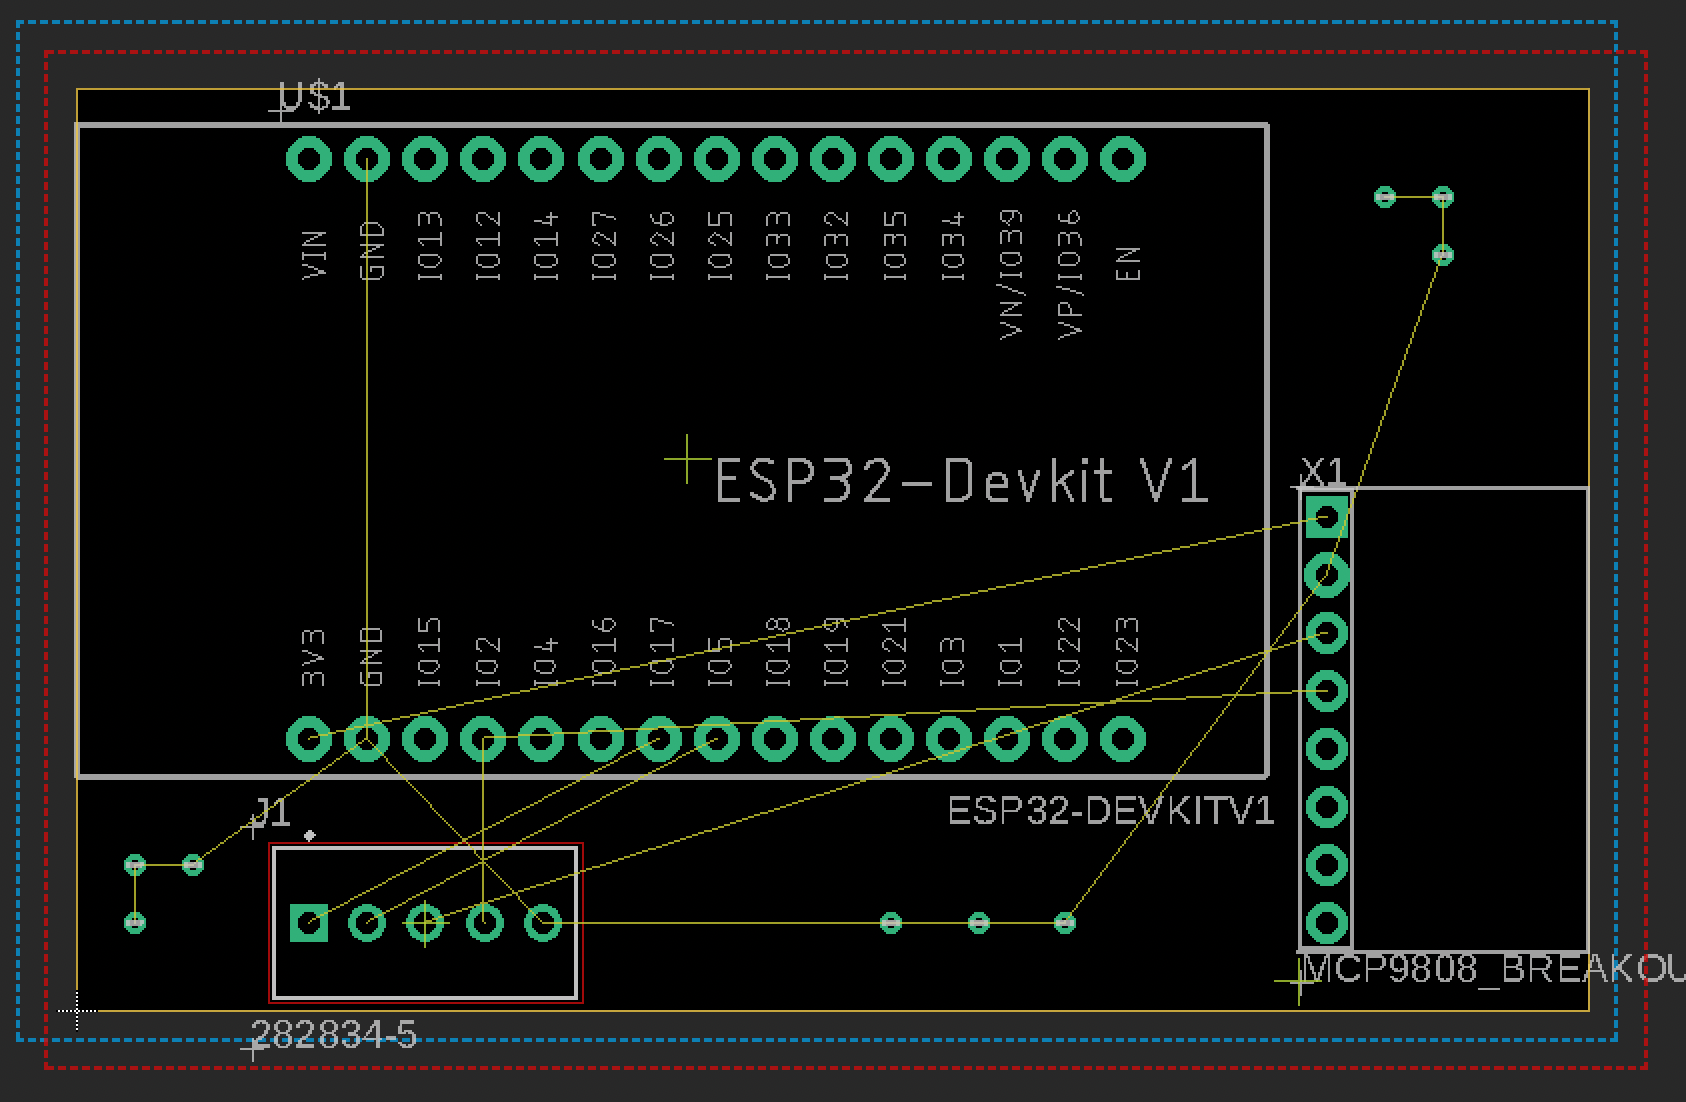 U$1
VIN
GND
IO13
IO12
IO14
IO27
IO26
IO25
IO33
IO32
IO35
IO34
VN/IO39
VP/IO36
EN
ESP32-Devkit V1
X1
3V3
GND
IO15
IO2
IO4
IO16
IO17
IO5
IO18
IO19
IO21
IO3
IO1
IO22
IO23
J1
ESP32-DEVKITV1
MCP9808_BREAKOU
282834-5